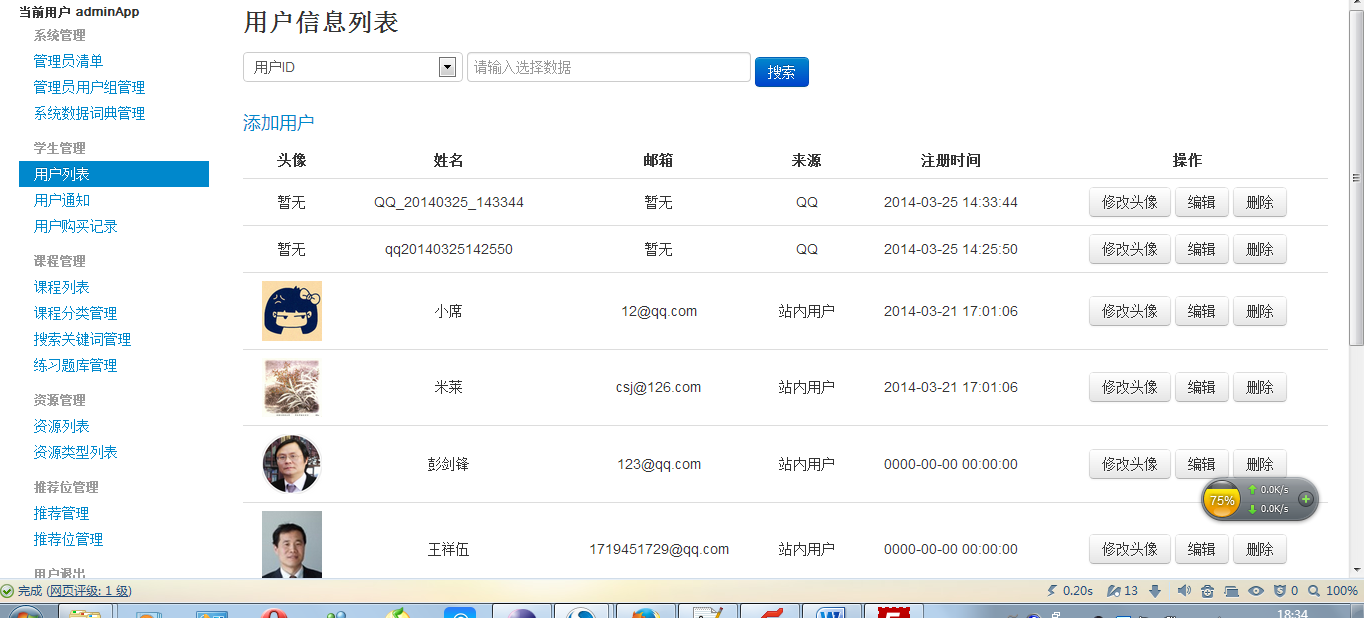 当前用户 adminApp
系统管理
管理员清单
管理员用户组管理
系统数据词典管理
学生管理
用户列表
用户通知
用户购买记录
课程管理
课程列表
课程分类管理
搜索关键词管理
练习题库管理
资源管理
资源列表
资源类型列表
推荐位管理
推荐管理
推荐位管理
用户退出
用户信息列表
用户ID 请输入选择数据 搜索
添加用户
头像 姓名 邮箱 来源 注册时间 操作
暂无 QQ_20140325_143344 暂无 QQ 2014-03-25 14:33:44 修改头像 编辑 删除
暂无 qq20140325142550 暂无 QQ 2014-03-25 14:25:50 修改头像 编辑 删除
小席 12@qq.com 站内用户 2014-03-21 17:01:06 修改头像 编辑 删除
米莱 csj@126.com 站内用户 2014-03-21 17:01:06 修改头像 编辑 删除
彭剑锋 123@qq.com 站内用户 0000-00-00 00:00:00 修改头像 编辑 删除
75% 0.0K/s
0.0K/s
王祥伍 1719451729@qq.com 站内用户 0000-00-00 00:00:00 修改头像 编辑 删除
完成 (网页评级: 1 级) 0.20s 13 0 100%
18:34